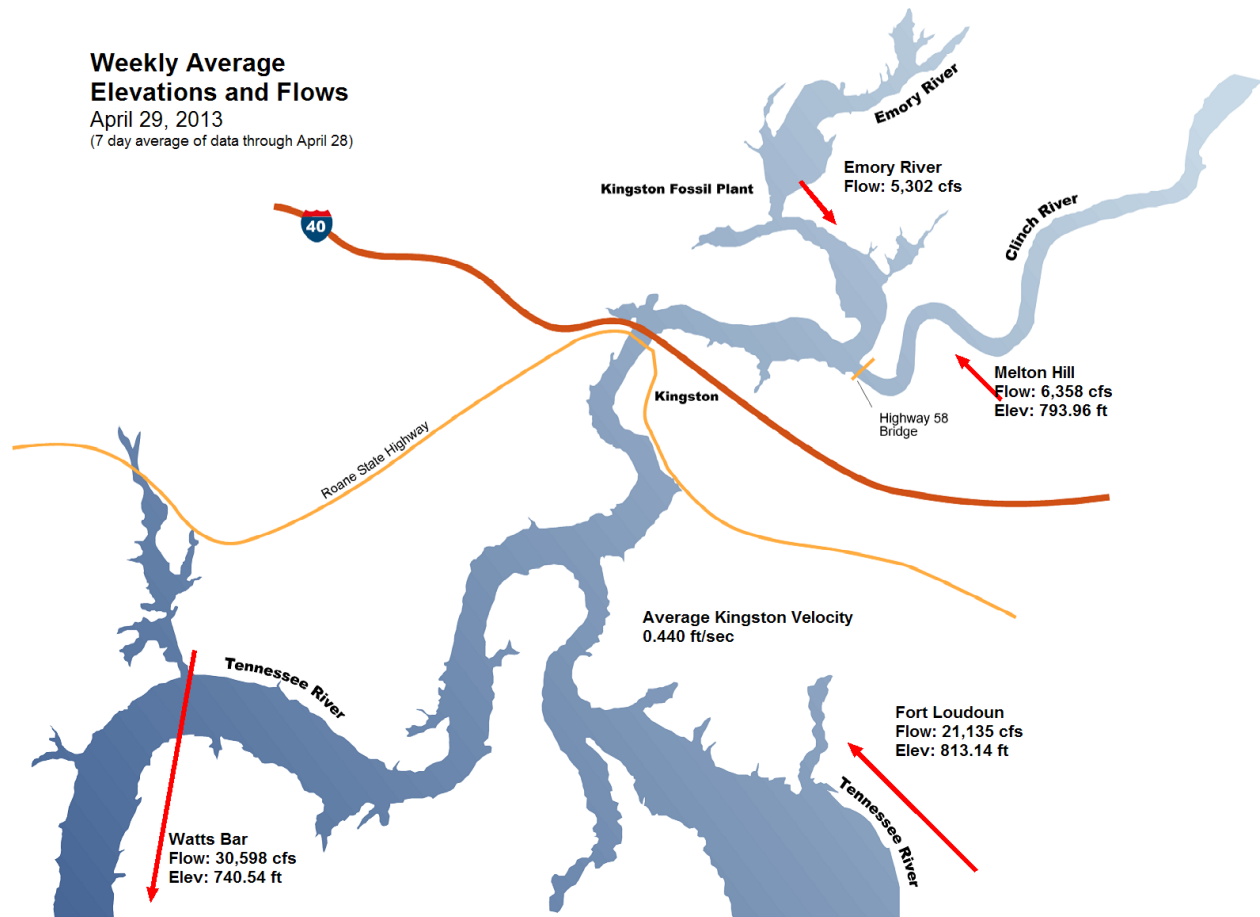 Weekly Average
Elevations and Flows
April 29, 2013
(7 day average of data through April 28)
Emory River
Emory River
Flow: 5,302 cfs
Kingston Fossil Plant
40
Clinch River
Melton Hill
Flow: 6,358 cfs
Elev: 793.96 ft
Kingston
Highway 58
Bridge
Roane State Highway
Average Kingston Velocity
0.440 ft/sec
Tennessee River
Fort Loudoun
Flow: 21,135 cfs
Elev: 813.14 ft
Tennessee River
Watts Bar
Flow: 30,598 cfs
Elev: 740.54 ft